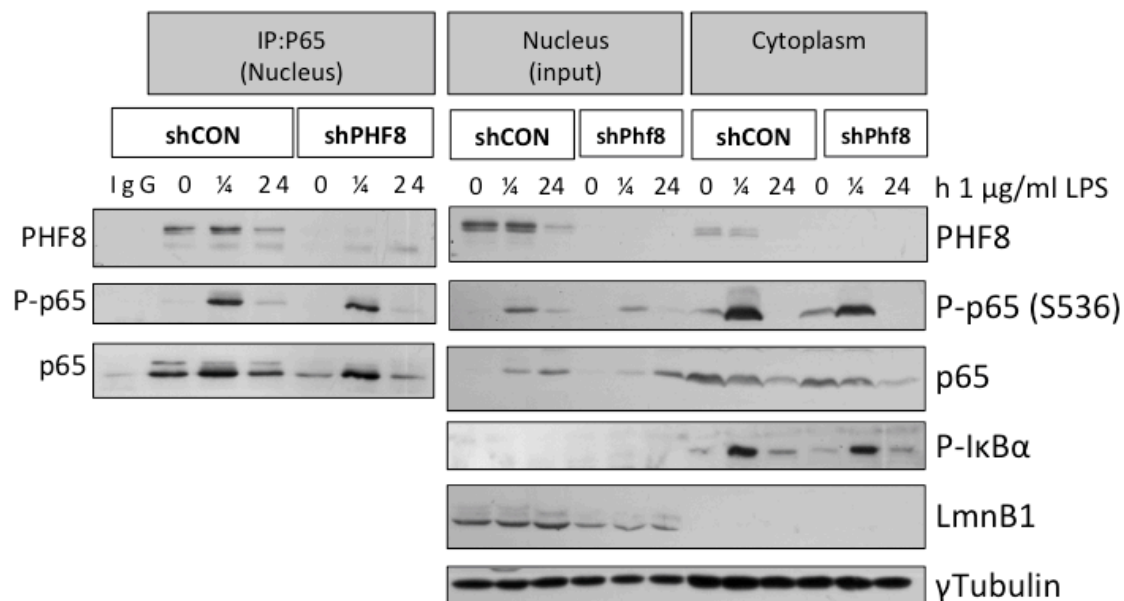 IP:P65
(Nucleus)
Nucleus
(input)
Cytoplasm
shCON shPHF8 shCON shPhf8 shCON shPhf8
IgG 0 ¼ 24 0 ¼ 24 0 ¼ 24 0 ¼ 24 0 ¼ 24 0 ¼ 24 h 1 µg/ml LPS
PHF8 PHF8
P-p65 P-p65 (S536)
p65 p65
P-IκBα
LmnB1
γTubulin